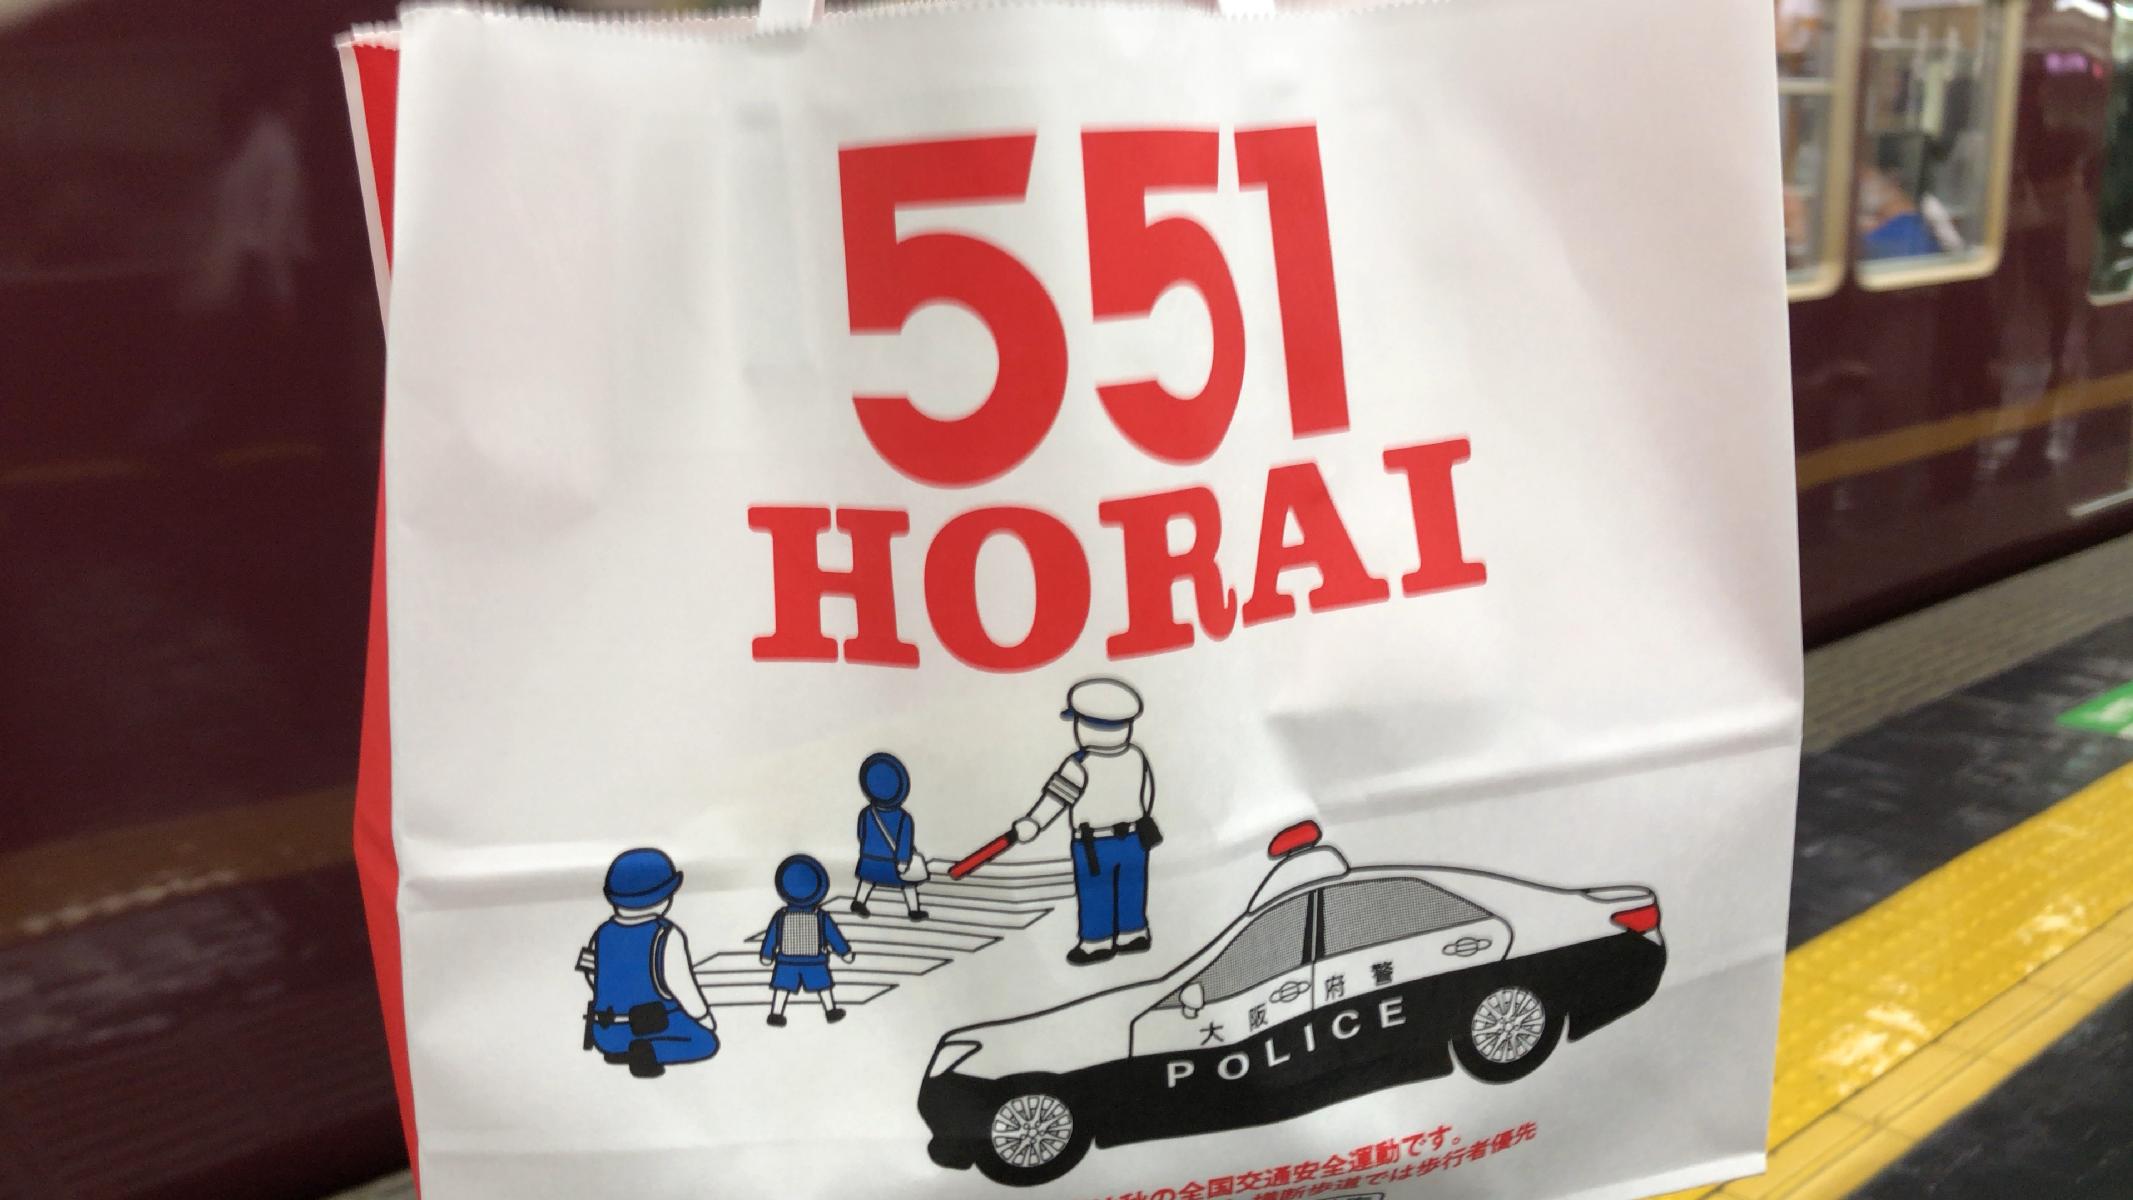 551
HORAI
大阪府警
POLICE
秋の全国交通安全運動です。
横断歩道では歩行者優先